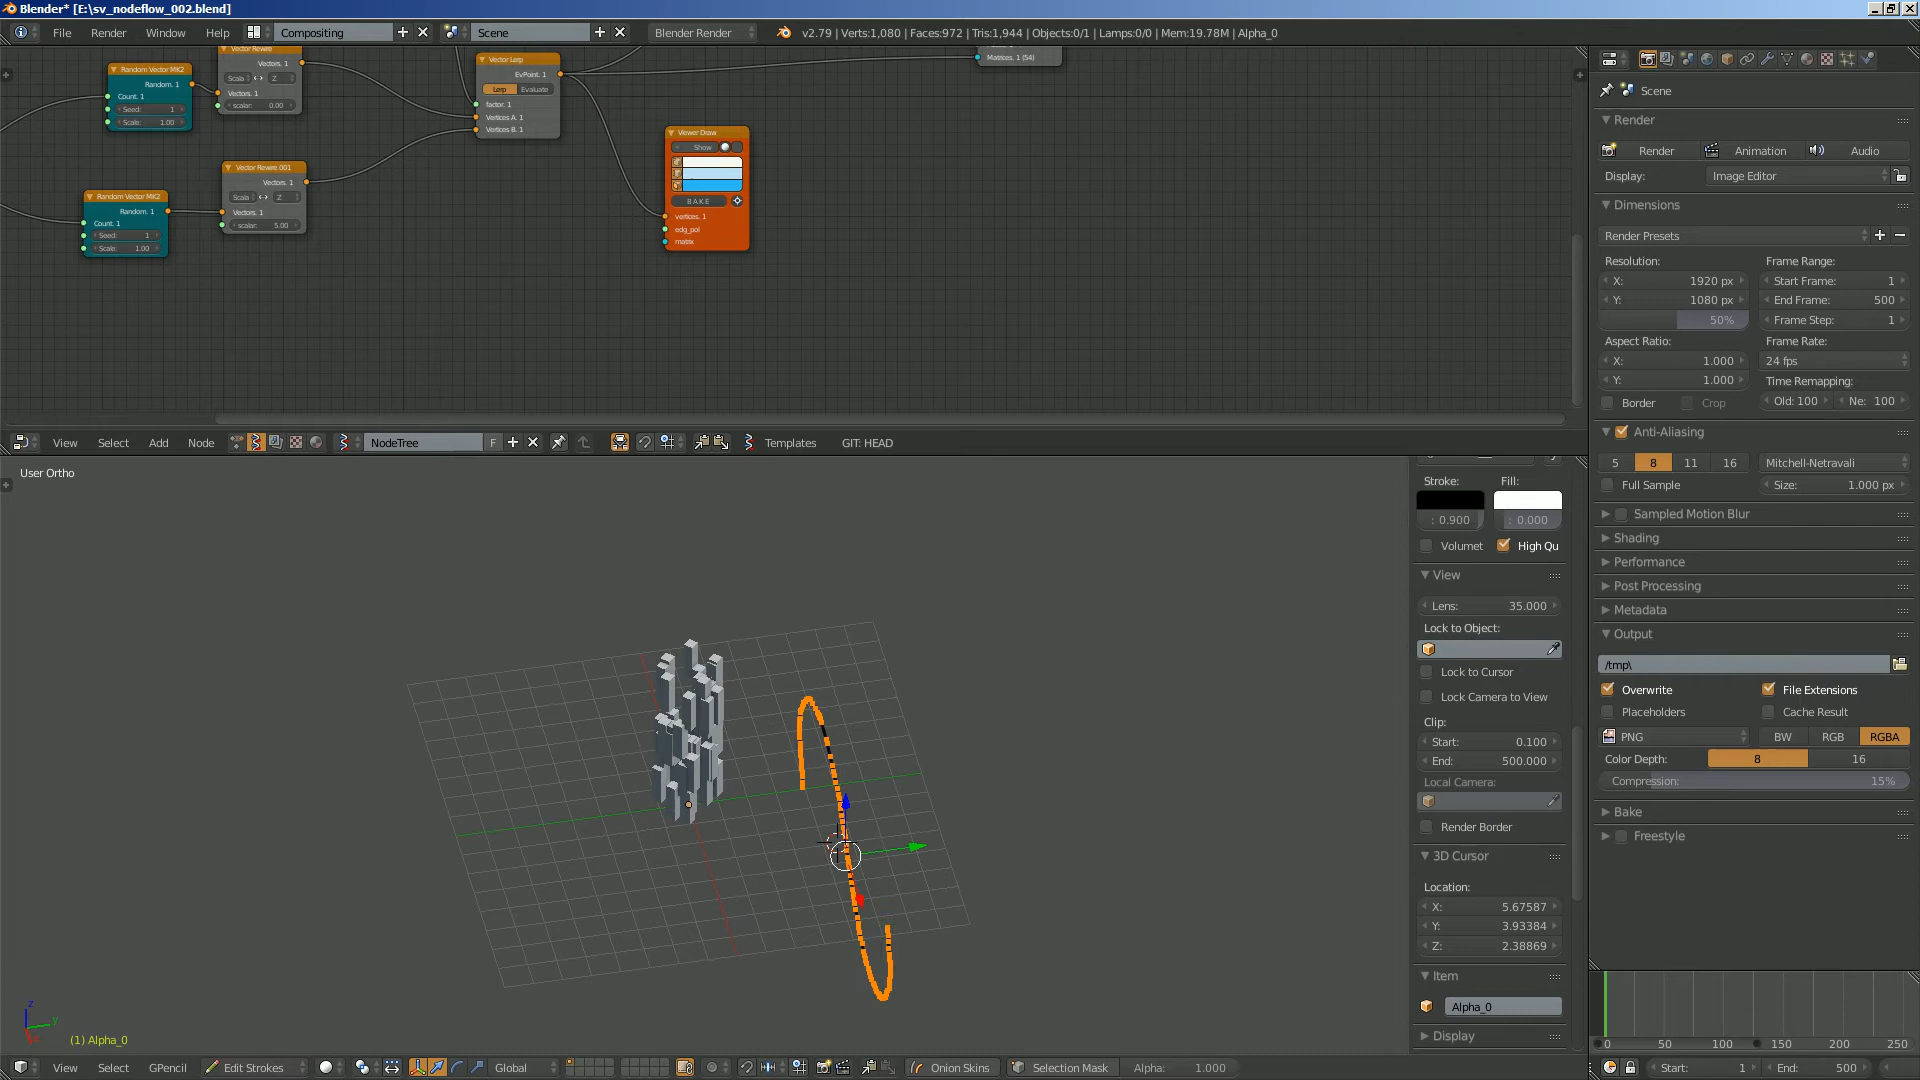 Blender* [E:\sv_nodeflow_002.blend]
File Render Window Help Compositing Scene Blender Render v2.79 | Verts:1,080 | Faces:972 | Tris:1,944 | Objects:0/1 | Lamps:0/0 | Mem:19.78M | Alpha_0
Vector Rewire
Vectors. 1
Scala Z
Vectors. 1
scalar: 0.00
Random Vector MK2
Random. 1
Count. 1
Seed: 1
Scale: 1.00
Vector Lerp
EvPoint. 1
Lerp Evaluate
factor. 1
Vertices A. 1
Vertices B. 1
Matrices. 1 (54)
Vector Rewire.001
Vectors. 1
Scala Z
Vectors. 1
scalar: 5.00
Random Vector MK2
Random. 1
Count. 1
Seed: 1
Scale: 1.00
Viewer Draw
Show
BAKE
vertices. 1
edg_pol
matrix
View Select Add Node NodeTree F Templates GIT: HEAD
User Ortho
(1) Alpha_0
z
y
View Select GPencil Edit Strokes Global Onion Skins Selection Mask Alpha: 1.000
Stroke: Fill:
: 0.900 : 0.000
Volumet High Qu
View
Lens: 35.000
Lock to Object:
Lock to Cursor
Lock Camera to View
Clip:
Start: 0.100
End: 500.000
Local Camera:
Render Border
3D Cursor
Location:
X: 5.67587
Y: 3.93384
Z: 2.38869
Item
Alpha_0
Display
Scene
Render
Render Animation Audio
Display: Image Editor
Dimensions
Render Presets
Resolution: Frame Range:
X: 1920 px Start Frame: 1
Y: 1080 px End Frame: 500
50% Frame Step: 1
Aspect Ratio: Frame Rate:
X: 1.000 24 fps
Y: 1.000 Time Remapping:
Border Crop Old: 100 Ne: 100
Anti-Aliasing
5 8 11 16 Mitchell-Netravali
Full Sample Size: 1.000 px
Sampled Motion Blur
Shading
Performance
Post Processing
Metadata
Output
/tmp\
Overwrite File Extensions
Placeholders Cache Result
PNG BW RGB RGBA
Color Depth: 8 16
Compression: 15%
Bake
Freestyle
0 50 100 150 200 250
Start: 1 End: 500